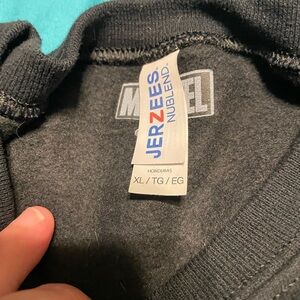 JERZEES
NUBLEND
HONDURAS
XL / TG / EG